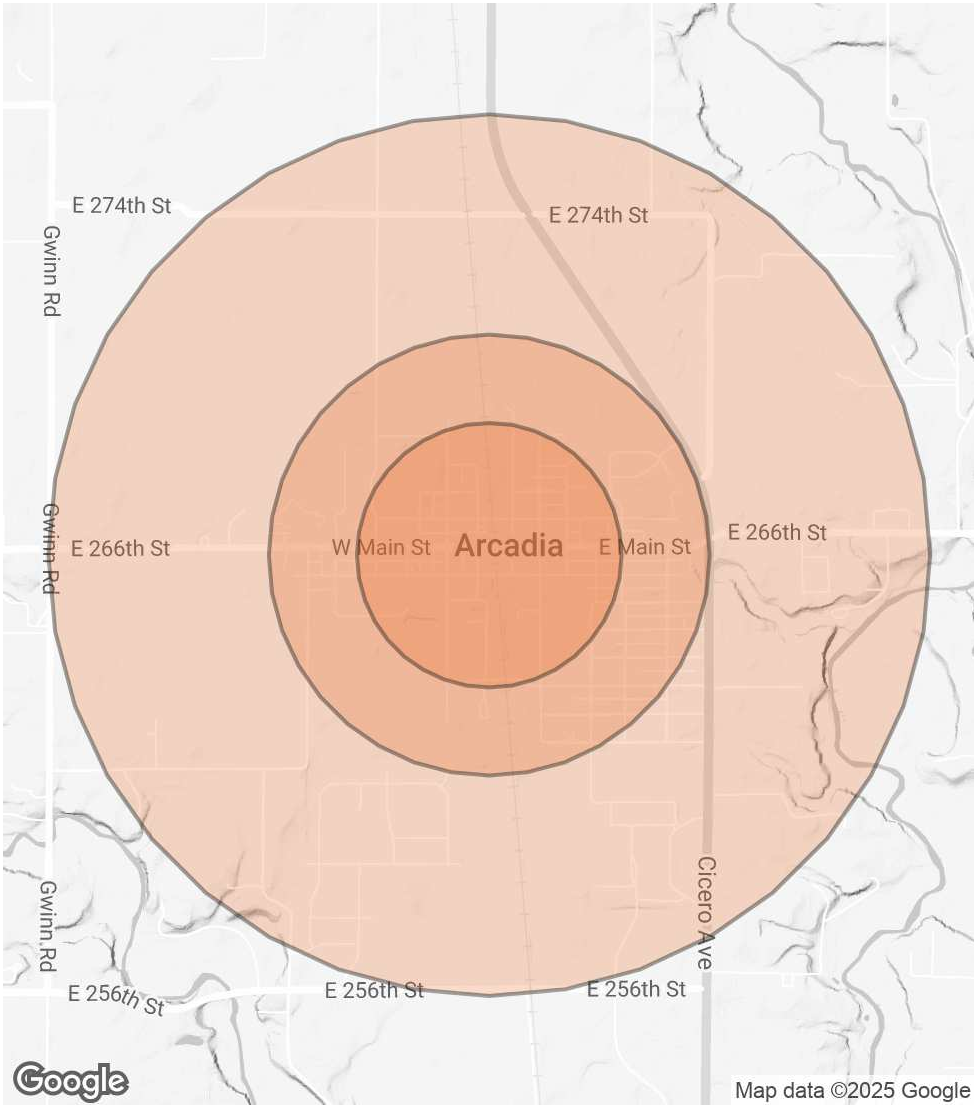 E 274th St
E 274th St
Gwinn Rd
Gwinn Rd
E 266th St
W Main St
Arcadia
E Main St
E 266th St
Cicero Ave
Gwinn Rd
E 256th St
E 256th St
E 256th St
Google
Map data ©2025 Google